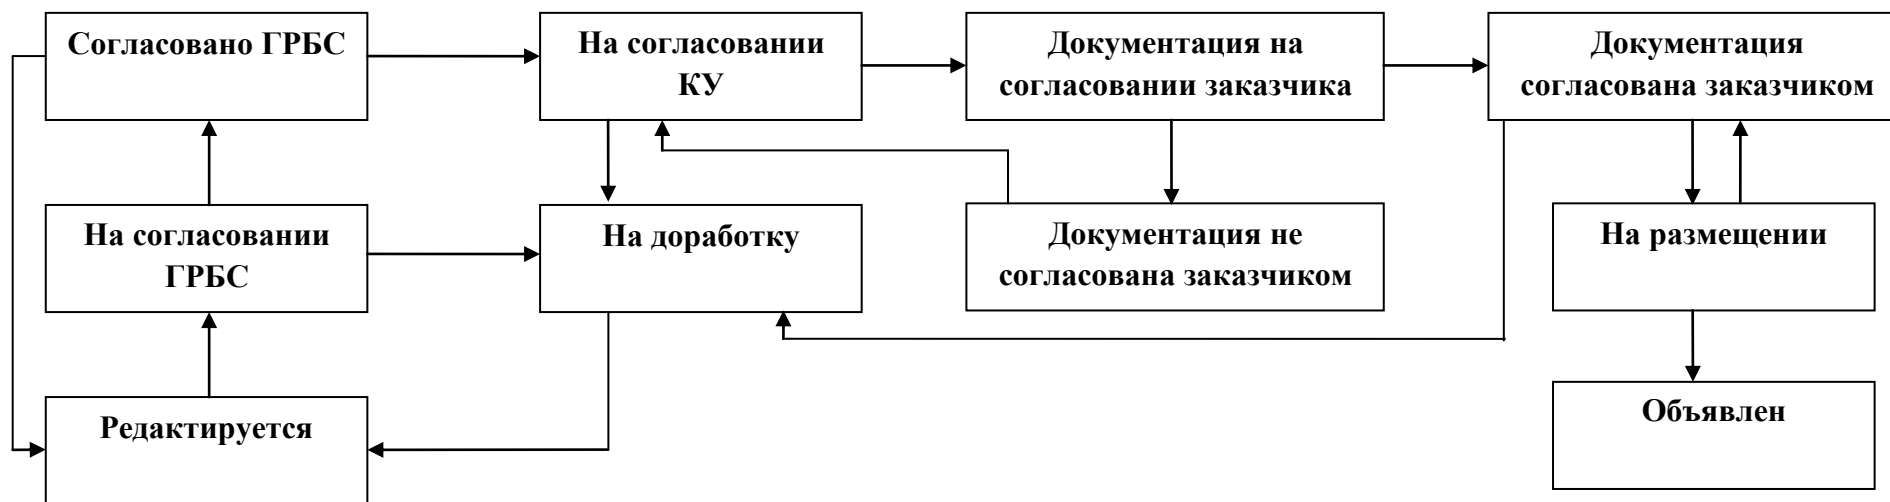 Согласовано ГРБС
На согласовании
КУ
Документация на
согласовании заказчика
Документация
согласована заказчиком
На согласовании
ГРБС
На доработку
Документация не
согласована заказчиком
На размещении
Редактируется
Объявлен